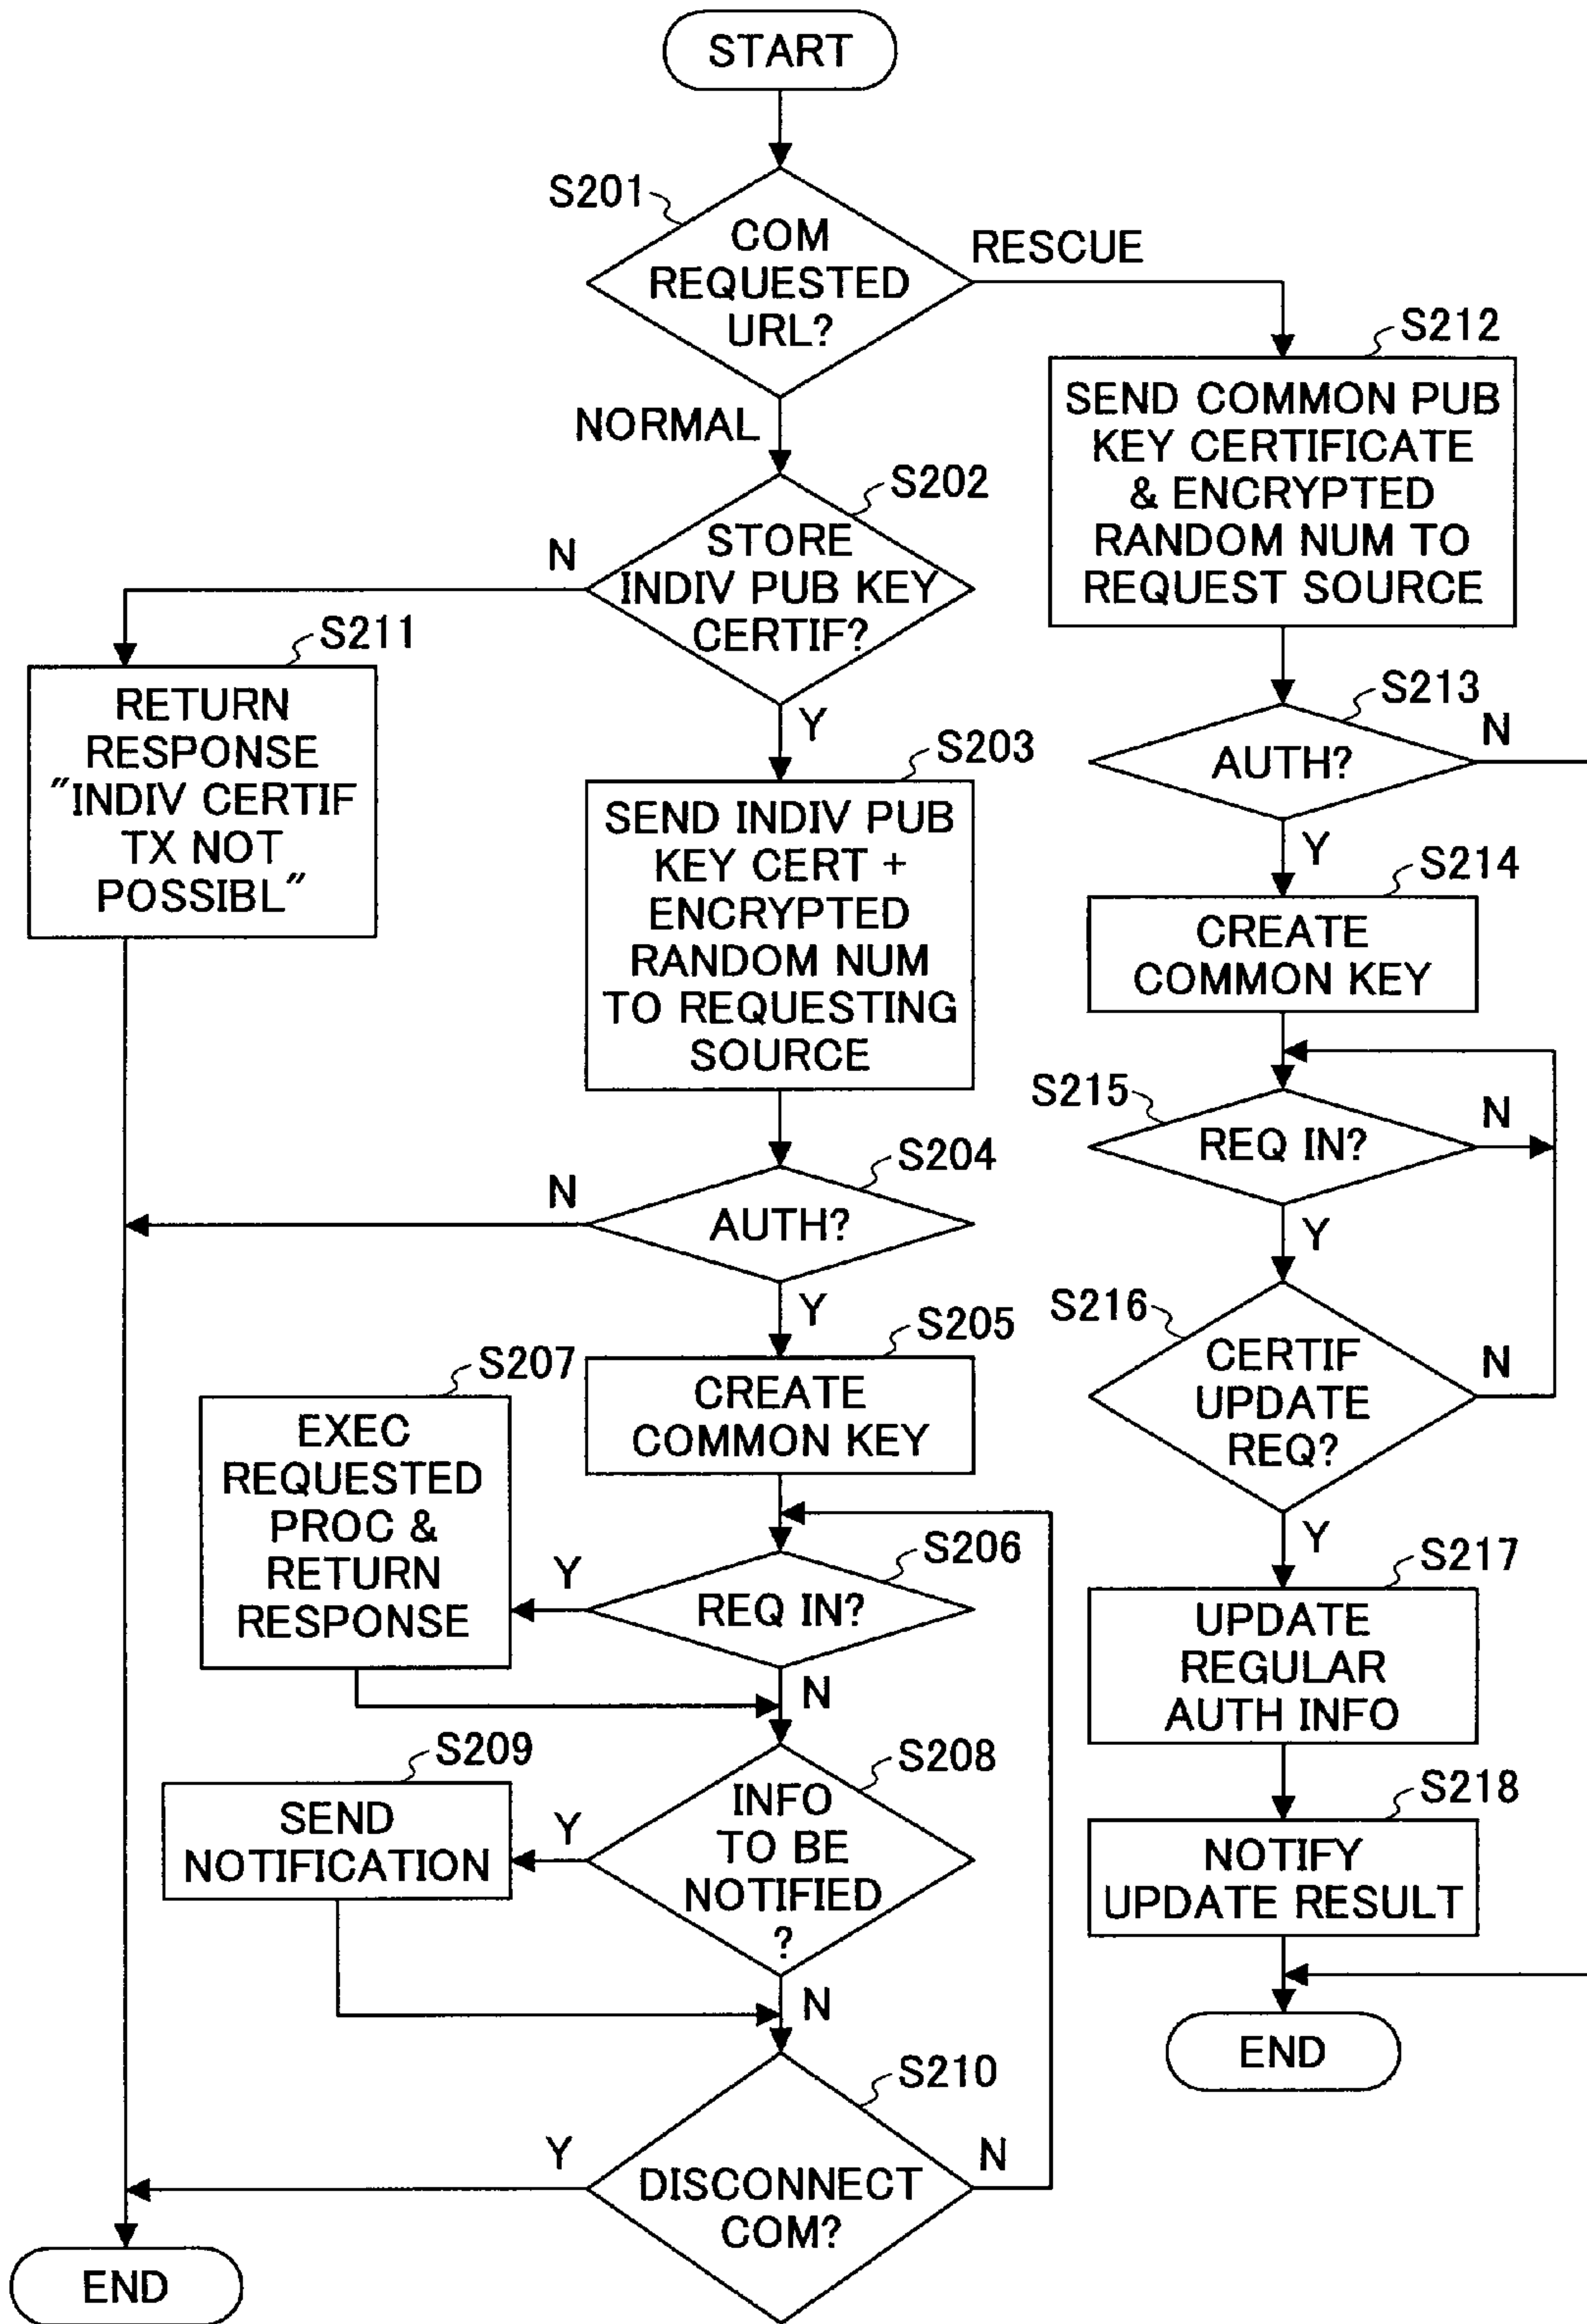 START
S201
COM
REQUESTED
URL?
RESCUE
NORMAL
S202
STORE
INDIV PUB KEY
CERTIF?
N
Y
S211
RETURN
RESPONSE
"INDIV CERTIF
TX NOT
POSSIBL"
S203
SEND INDIV PUB
KEY CERT +
ENCRYPTED
RANDOM NUM
TO REQUESTING
SOURCE
S204
AUTH?
N
Y
S205
CREATE
COMMON KEY
S207
EXEC
REQUESTED
PROC &
RETURN
RESPONSE
S206
REQ IN?
Y
N
S209
SEND
NOTIFICATION
S208
INFO
TO BE
NOTIFIED
?
Y
N
S210
DISCONNECT
COM?
Y
N
END
S212
SEND COMMON PUB
KEY CERTIFICATE
& ENCRYPTED
RANDOM NUM TO
REQUEST SOURCE
S213
AUTH?
N
Y
S214
CREATE
COMMON KEY
S215
REQ IN?
N
Y
S216
CERTIF
UPDATE
REQ?
N
Y
S217
UPDATE
REGULAR
AUTH INFO
S218
NOTIFY
UPDATE RESULT
END